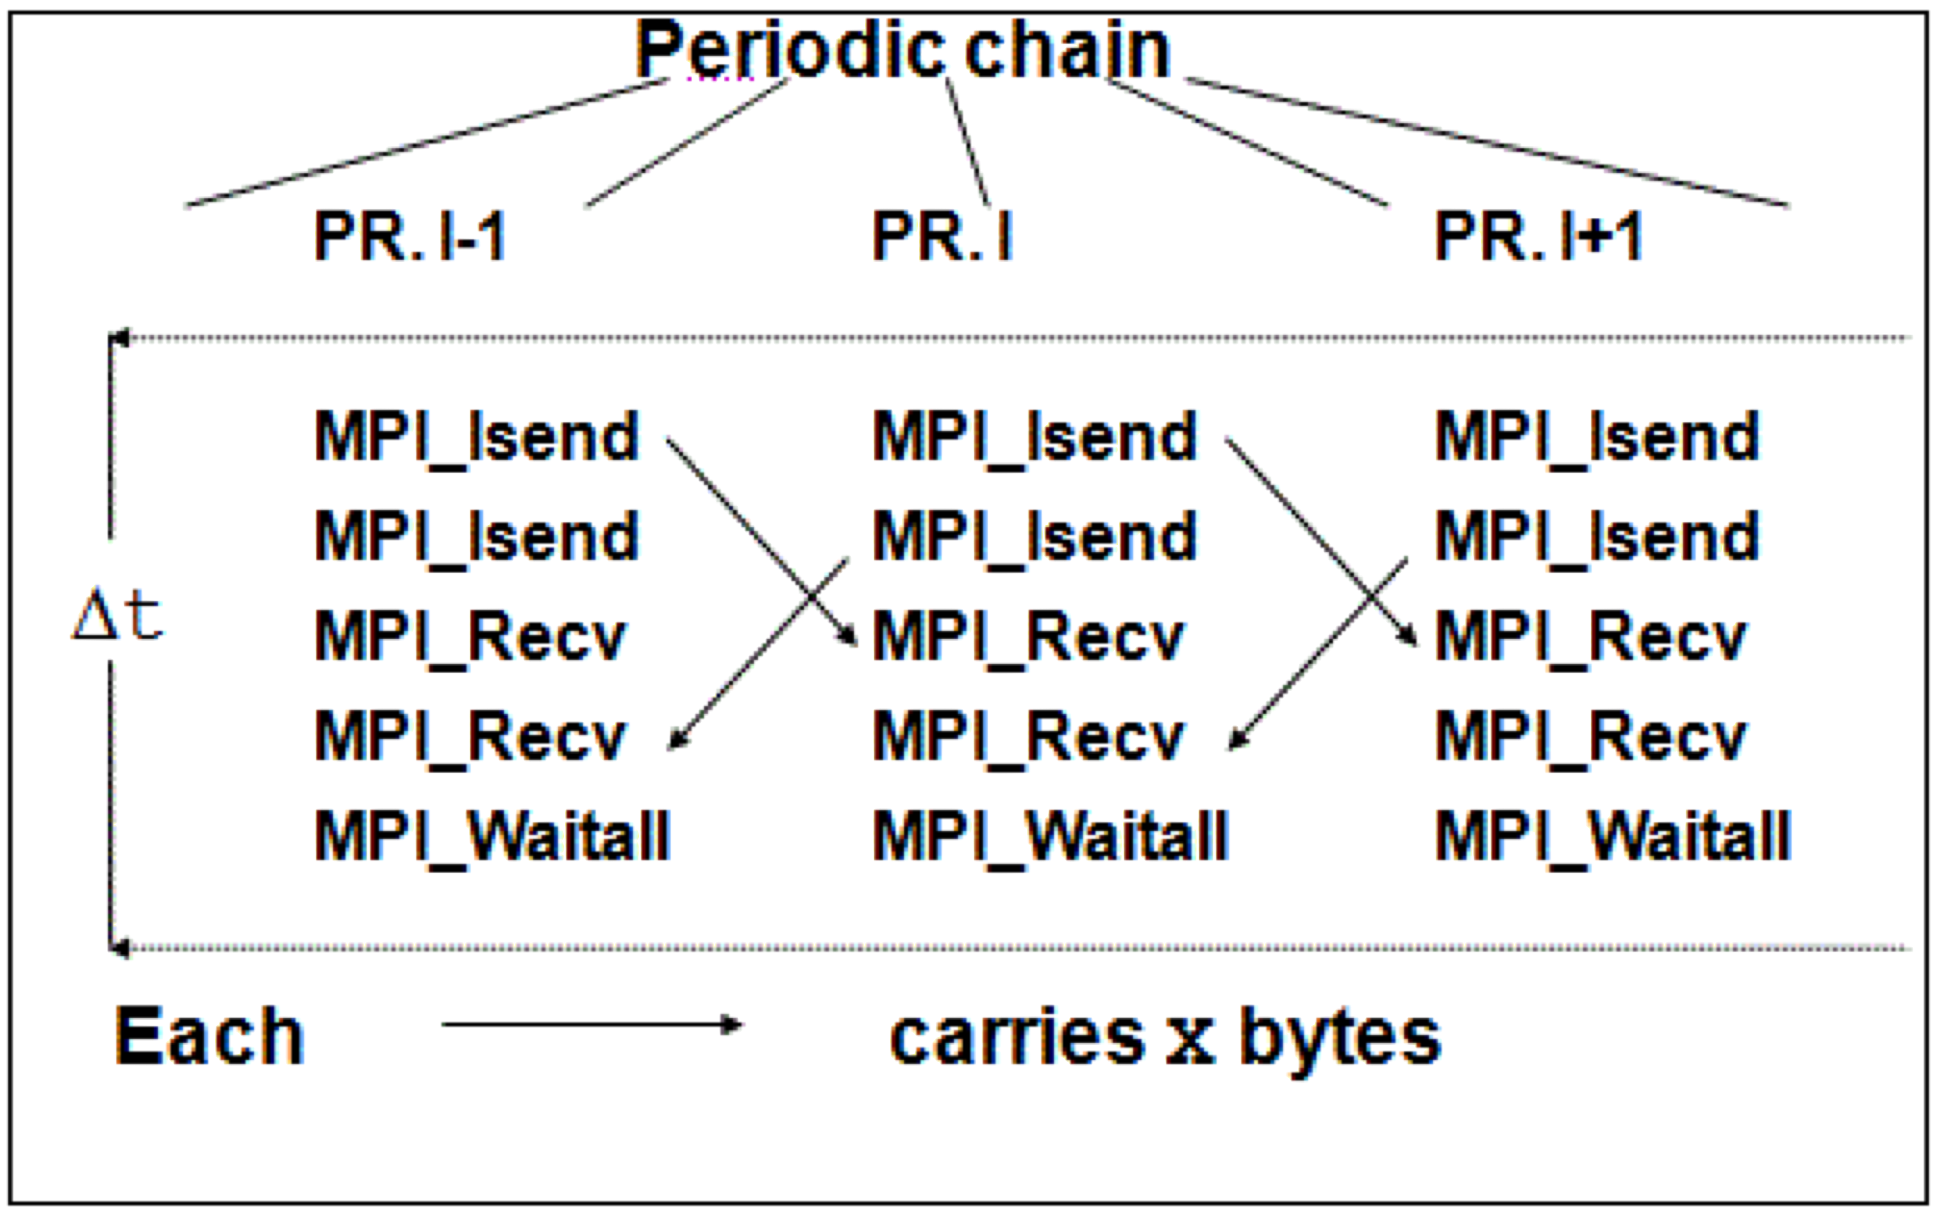 Periodic chain
PR. I-1 PR. I PR. I+1
MPI_Isend MPI_Isend MPI_Isend
MPI_Isend MPI_Isend MPI_Isend
Δt
MPI_Recv MPI_Recv MPI_Recv
MPI_Recv MPI_Recv MPI_Recv
MPI_Waitall MPI_Waitall MPI_Waitall
Each carries x bytes